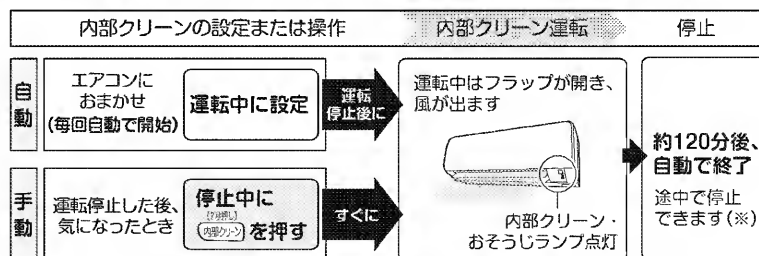 内部クリーンの設定または操作
内部クリーン運転
停止
自動
エアコンに
おまかせ
(毎回自動で開始)
運転中に設定
運転
停止後に
手動
運転停止した後、
気になったとき
停止中に
内部クリーン を押す
すぐに
運転中はフラップが開き、
風が出ます
内部クリーン・
おそうじランプ点灯
約120分後、
自動で終了
途中で停止
できます(※)